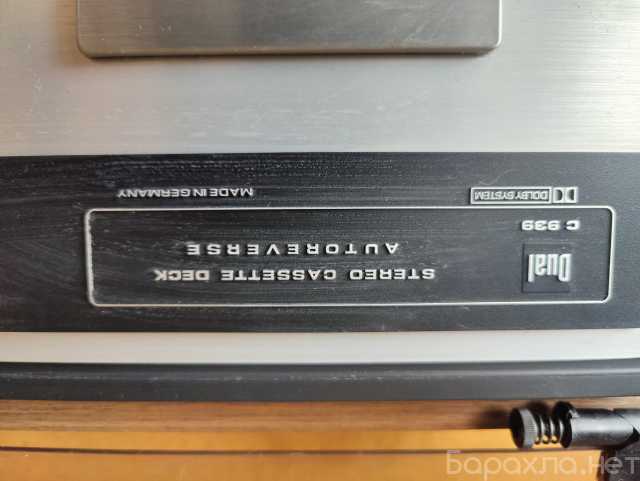 Dual
C 939
STEREO CASSETTE DECK
AUTOREVERSE
DOLBY SYSTEM
MADE IN GERMANY
Барахла.Нет